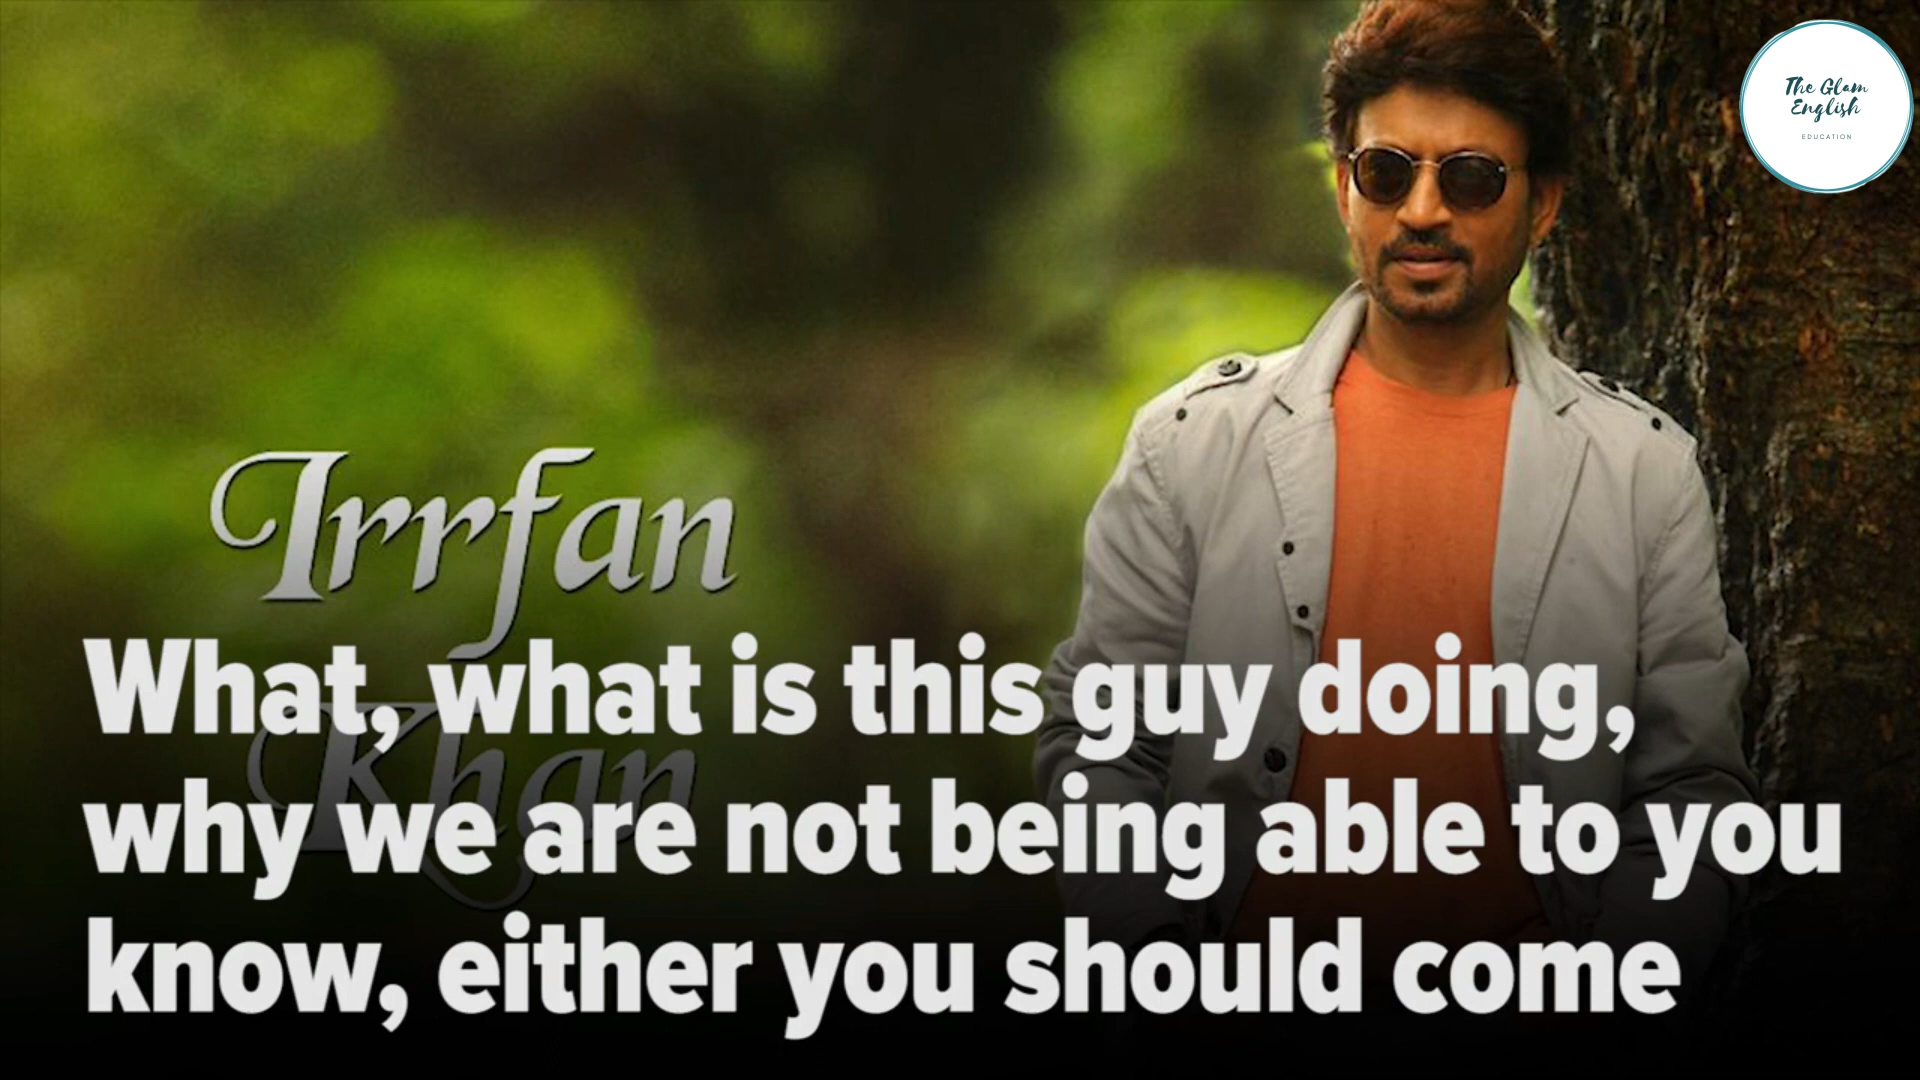 The Glam
English
EDUCATION
Irrfan
Khan
What, what is this guy doing,
why we are not being able to you
know, either you should come